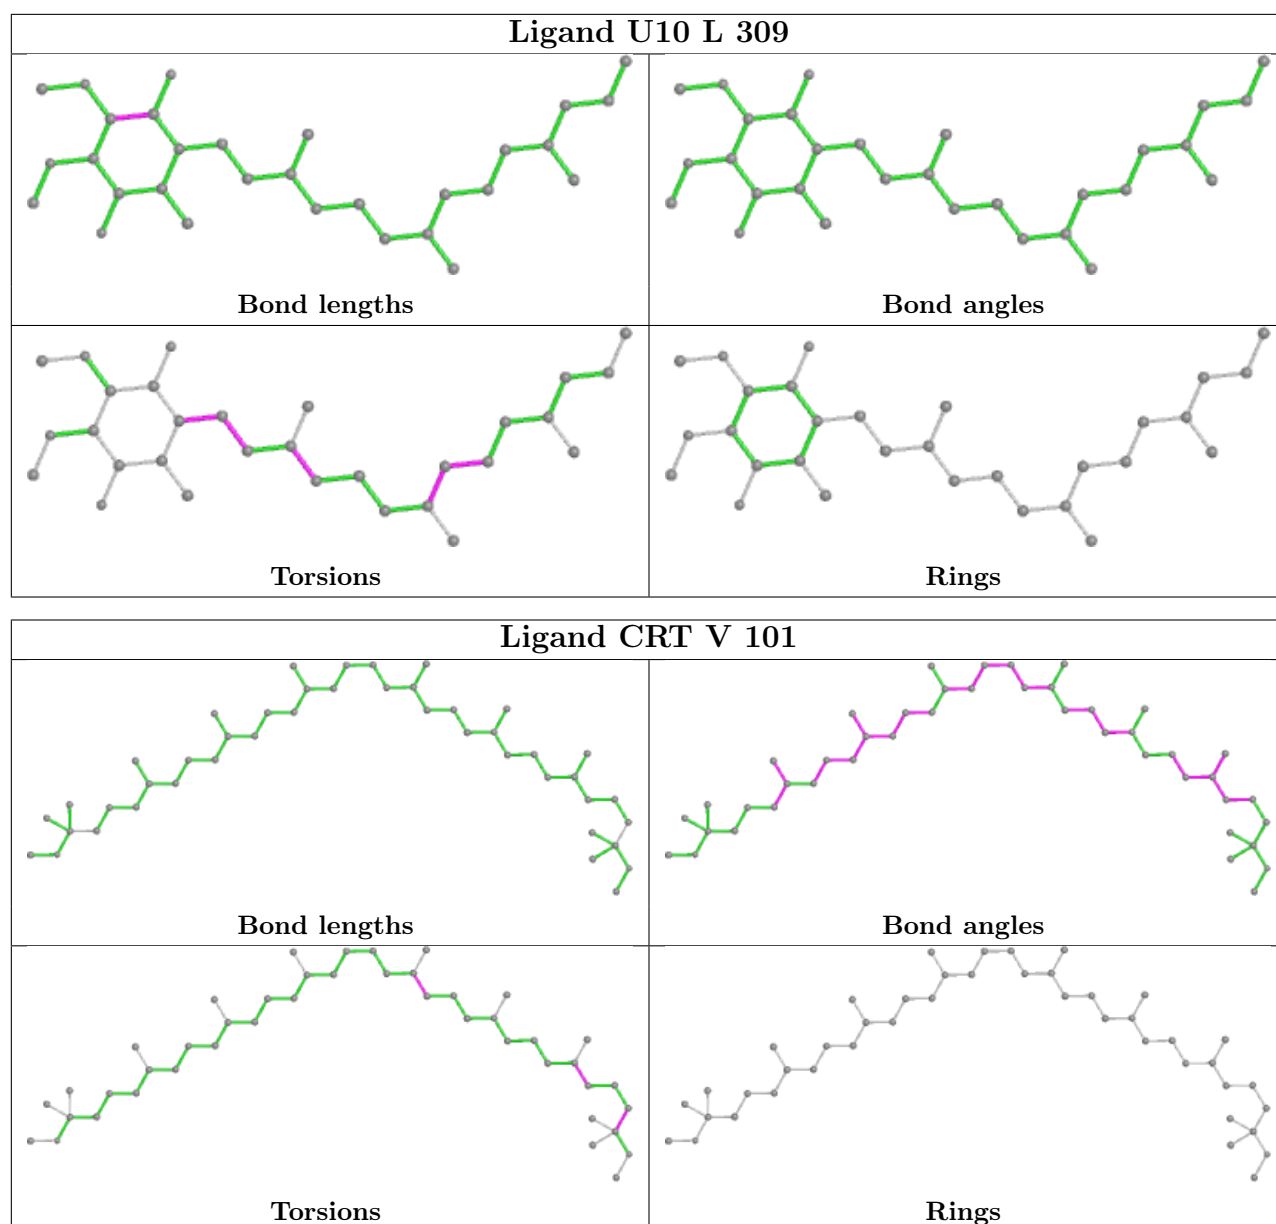 Ligand U10 L 309
Bond lengths
Bond angles
Torsions
Rings
Ligand CRT V 101
Bond lengths
Bond angles
Torsions
Rings